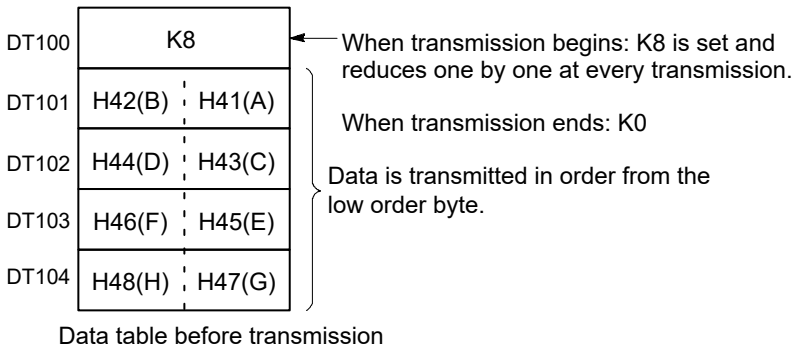 DT100 K8
When transmission begins: K8 is set and
reduces one by one at every transmission.
DT101 H42(B) H41(A)
When transmission ends: K0
DT102 H44(D) H43(C)
Data is transmitted in order from the
low order byte.
DT103 H46(F) H45(E)
DT104 H48(H) H47(G)
Data table before transmission